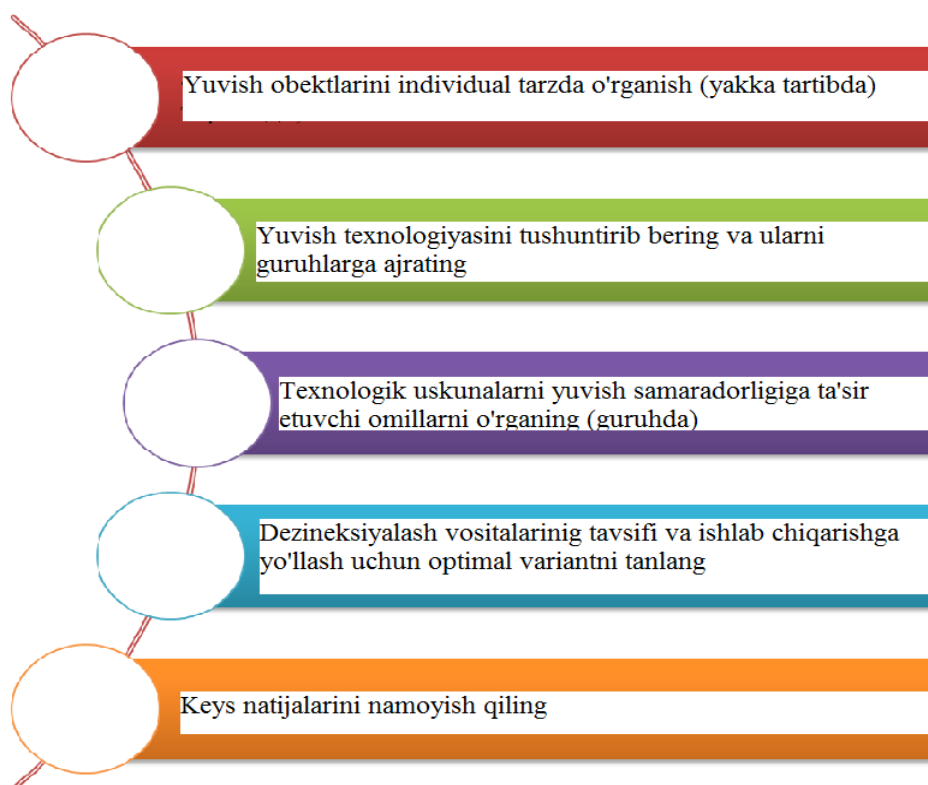 Yuvish obektlarini individual tarzda o'rganish (yakka tartibda)
Yuvish texnologiyasini tushuntirib bering va ularni
guruhlarga ajrating
Texnologik uskunalarni yuvish samaradorligiga ta'sir
etuvchi omillarni o'rganing (guruhda)
Dezineksiyalash vositalarinig tavsifi va ishlab chiqarishga
yo'llash uchun optimal variantni tanlang
Keys natijalarini namoyish qiling